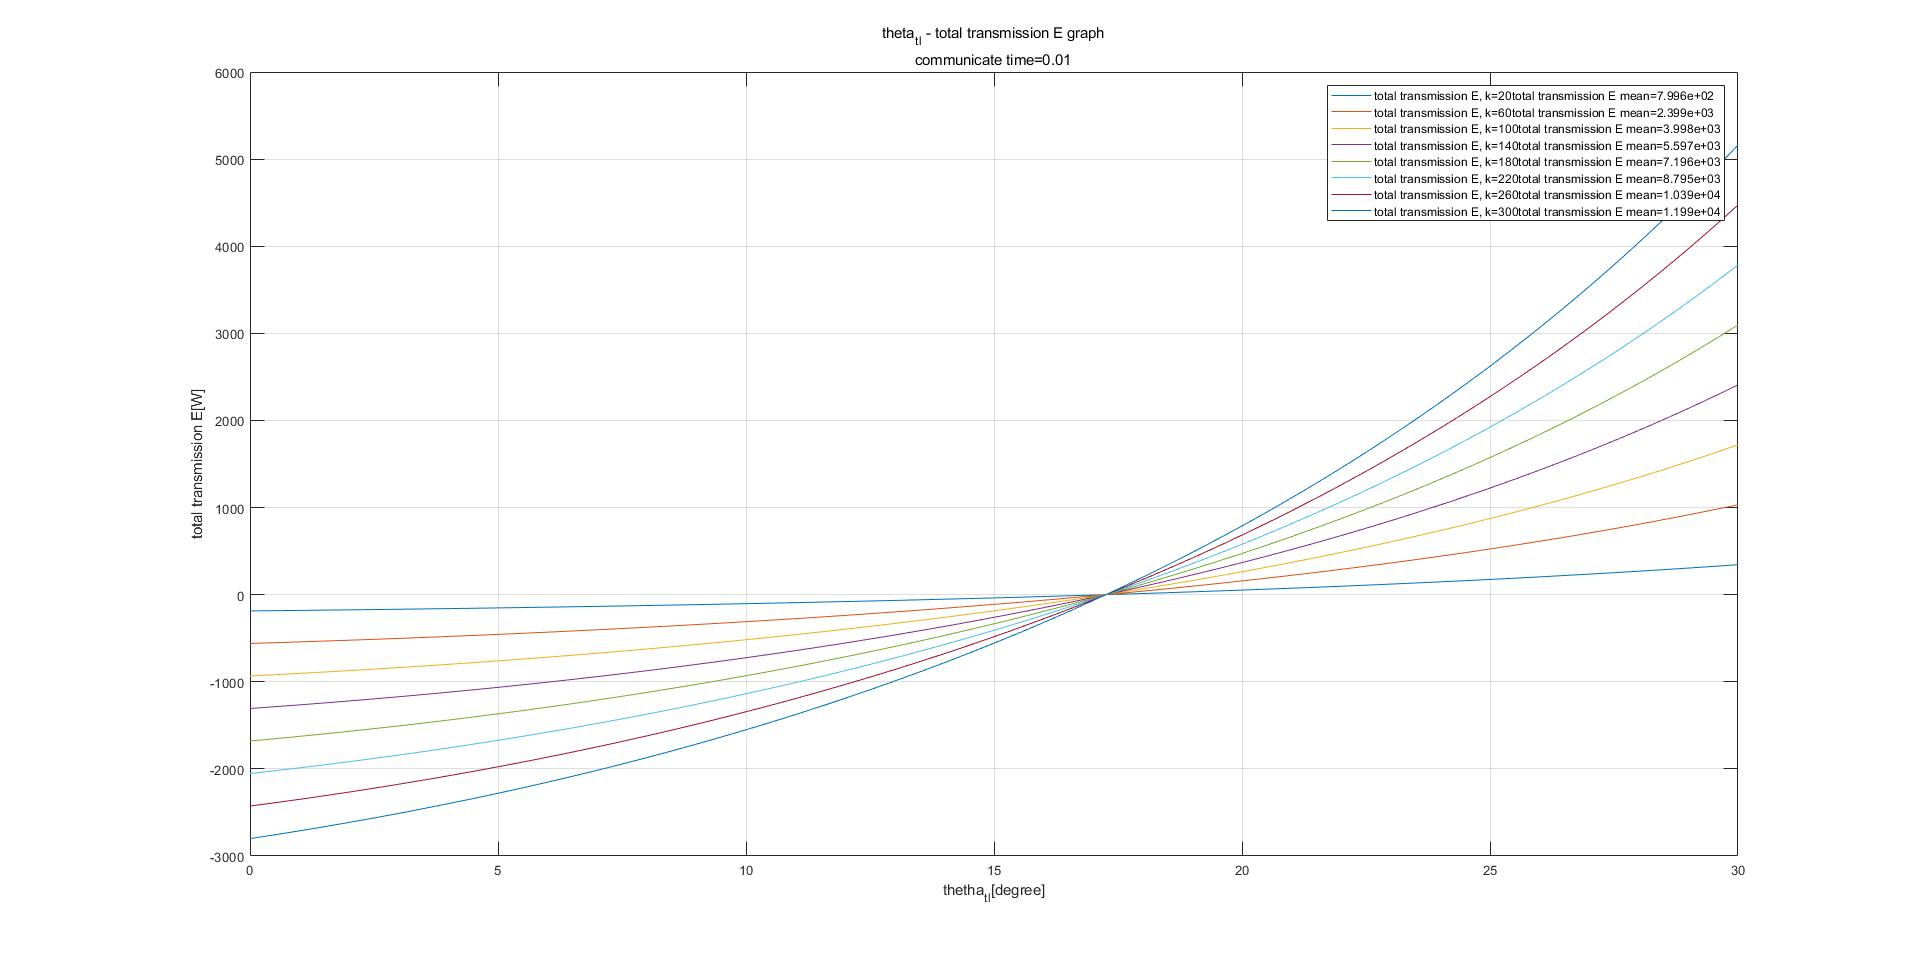 theta_tl - total transmission E graph
communicate time=0.01
6000
5000
4000
3000
2000
1000
0
-1000
-2000
-3000
total transmission E[W]
total transmission E, k=20total transmission E mean=7.996e+02
total transmission E, k=60total transmission E mean=2.399e+03
total transmission E, k=100total transmission E mean=3.998e+03
total transmission E, k=140total transmission E mean=5.597e+03
total transmission E, k=180total transmission E mean=7.196e+03
total transmission E, k=220total transmission E mean=8.795e+03
total transmission E, k=260total transmission E mean=1.039e+04
total transmission E, k=300total transmission E mean=1.199e+04
0 5 10 15 20 25 30
thetha_tl[degree]